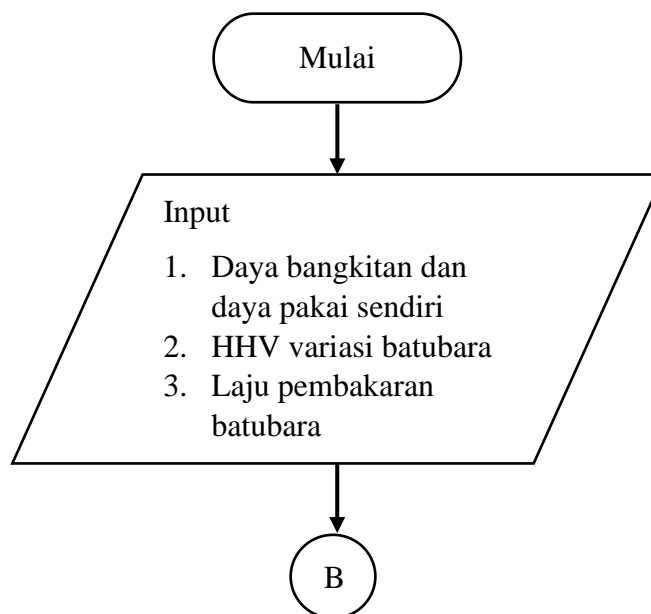 Mulai
Input
1. Daya bangkitan dan
daya pakai sendiri
2. HHV variasi batubara
3. Laju pembakaran
batubara
B